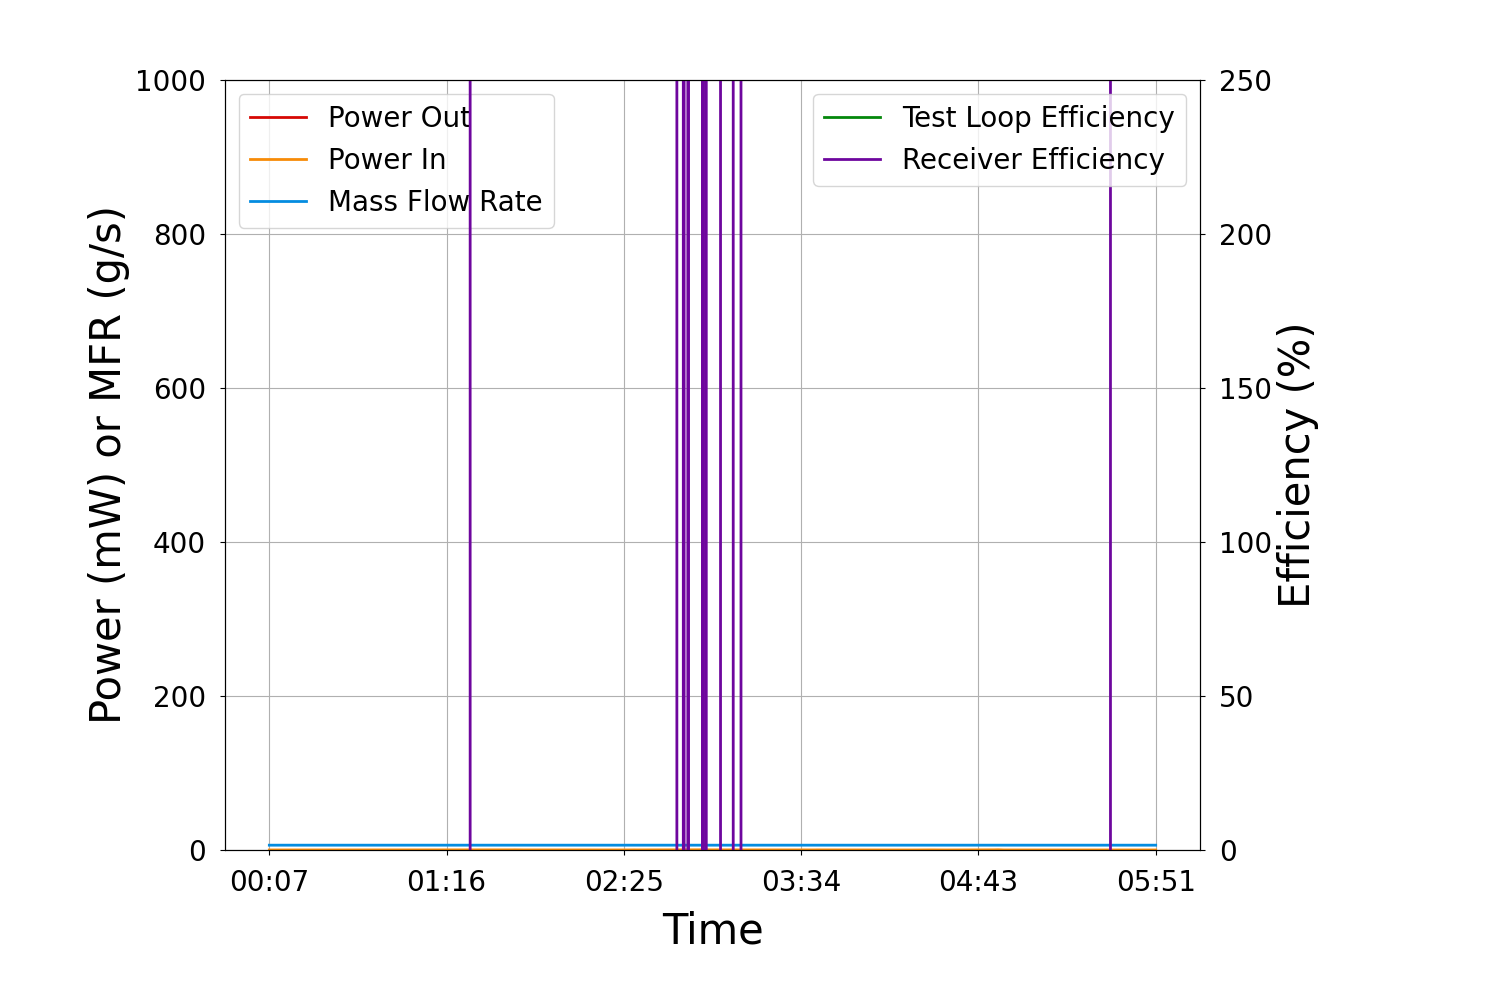 1000
800
600
400
200
0
Power (mW) or MFR (g/s)
Power Out
Power In
Mass Flow Rate
Test Loop Efficiency
Receiver Efficiency
250
200
150
100
50
0
Efficiency (%)
00:07 01:16 02:25 03:34 04:43 05:51
Time